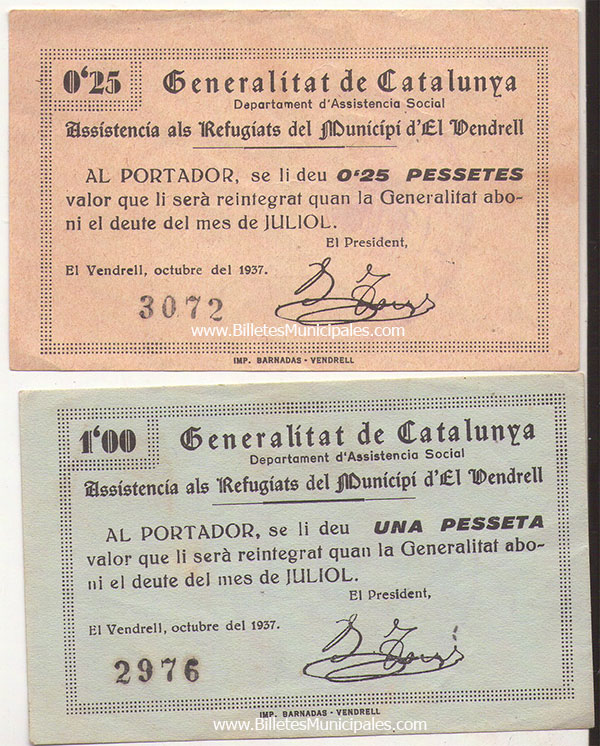 0'25 Generalitat de Catalunya
Departament d'Assistencia Social
Assistencia als Refugiats del Municipi d'El Vendrell
AL PORTADOR, se li deu 0'25 PESSETES
valor que li serà reintegrat quan la Generalitat abo-
ni el deute del mes de JULIOL.
El President,
El Vendrell, octubre del 1937.
3072
www.BilletesMunicipales.com
IMP. BARNADAS - VENDRELL
1'00 Generalitat de Catalunya
Departament d'Assistencia Social
Assistencia als Refugiats del Municipi d'El Vendrell
AL PORTADOR, se li deu UNA PESSETA
valor que li serà reintegrat quan la Generalitat abo-
ni el deute del mes de JULIOL.
El President,
El Vendrell, octubre del 1937.
2976
IMP. BARNADAS - VENDRELL
www.BilletesMunicipales.com